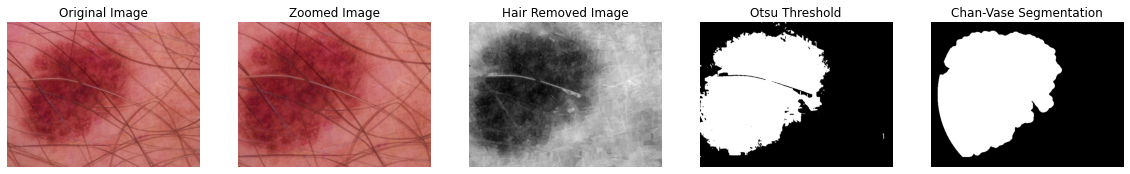 Original Image
Zoomed Image
Hair Removed Image
Otsu Threshold
Chan-Vase Segmentation